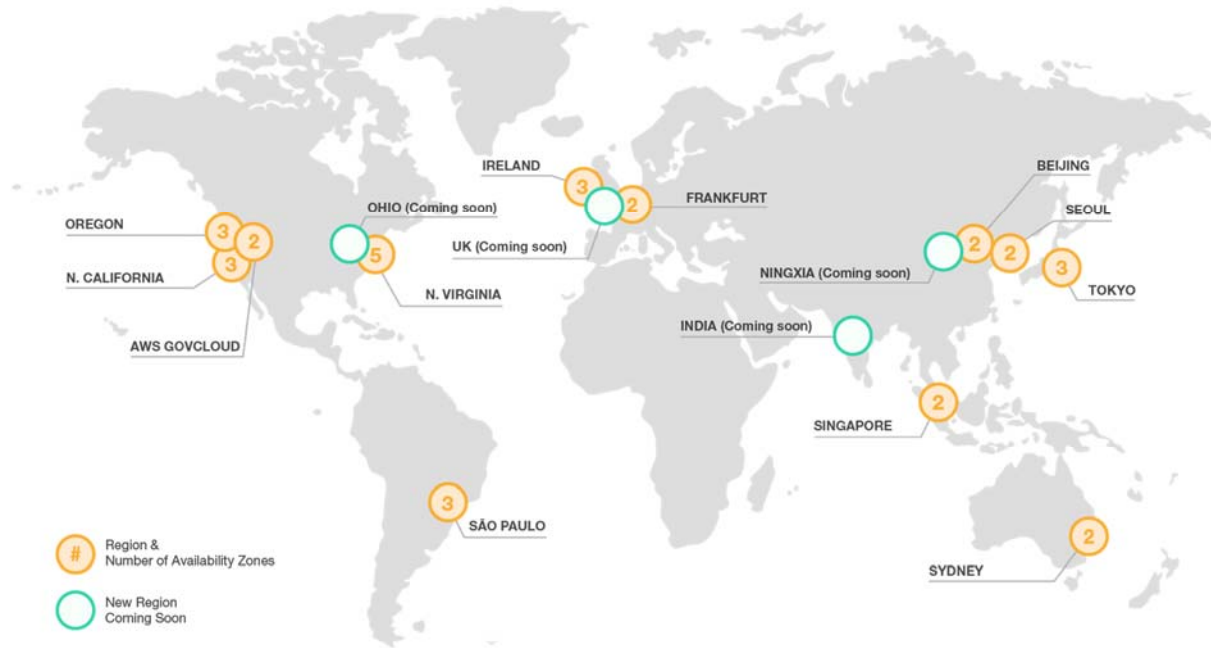 IRELAND
3
BEIJING
2
FRANKFURT
OHIO (Coming soon)
SEOUL
OREGON
3
2
UK (Coming soon)
5
2
2
NINGXIA (Coming soon)
3
N. CALIFORNIA
3
N. VIRGINIA
TOKYO
INDIA (Coming soon)
AWS GOVCLOUD
2
SINGAPORE
3
SÃO PAULO
2
SYDNEY
# Region &
Number of Availability Zones
New Region
Coming Soon